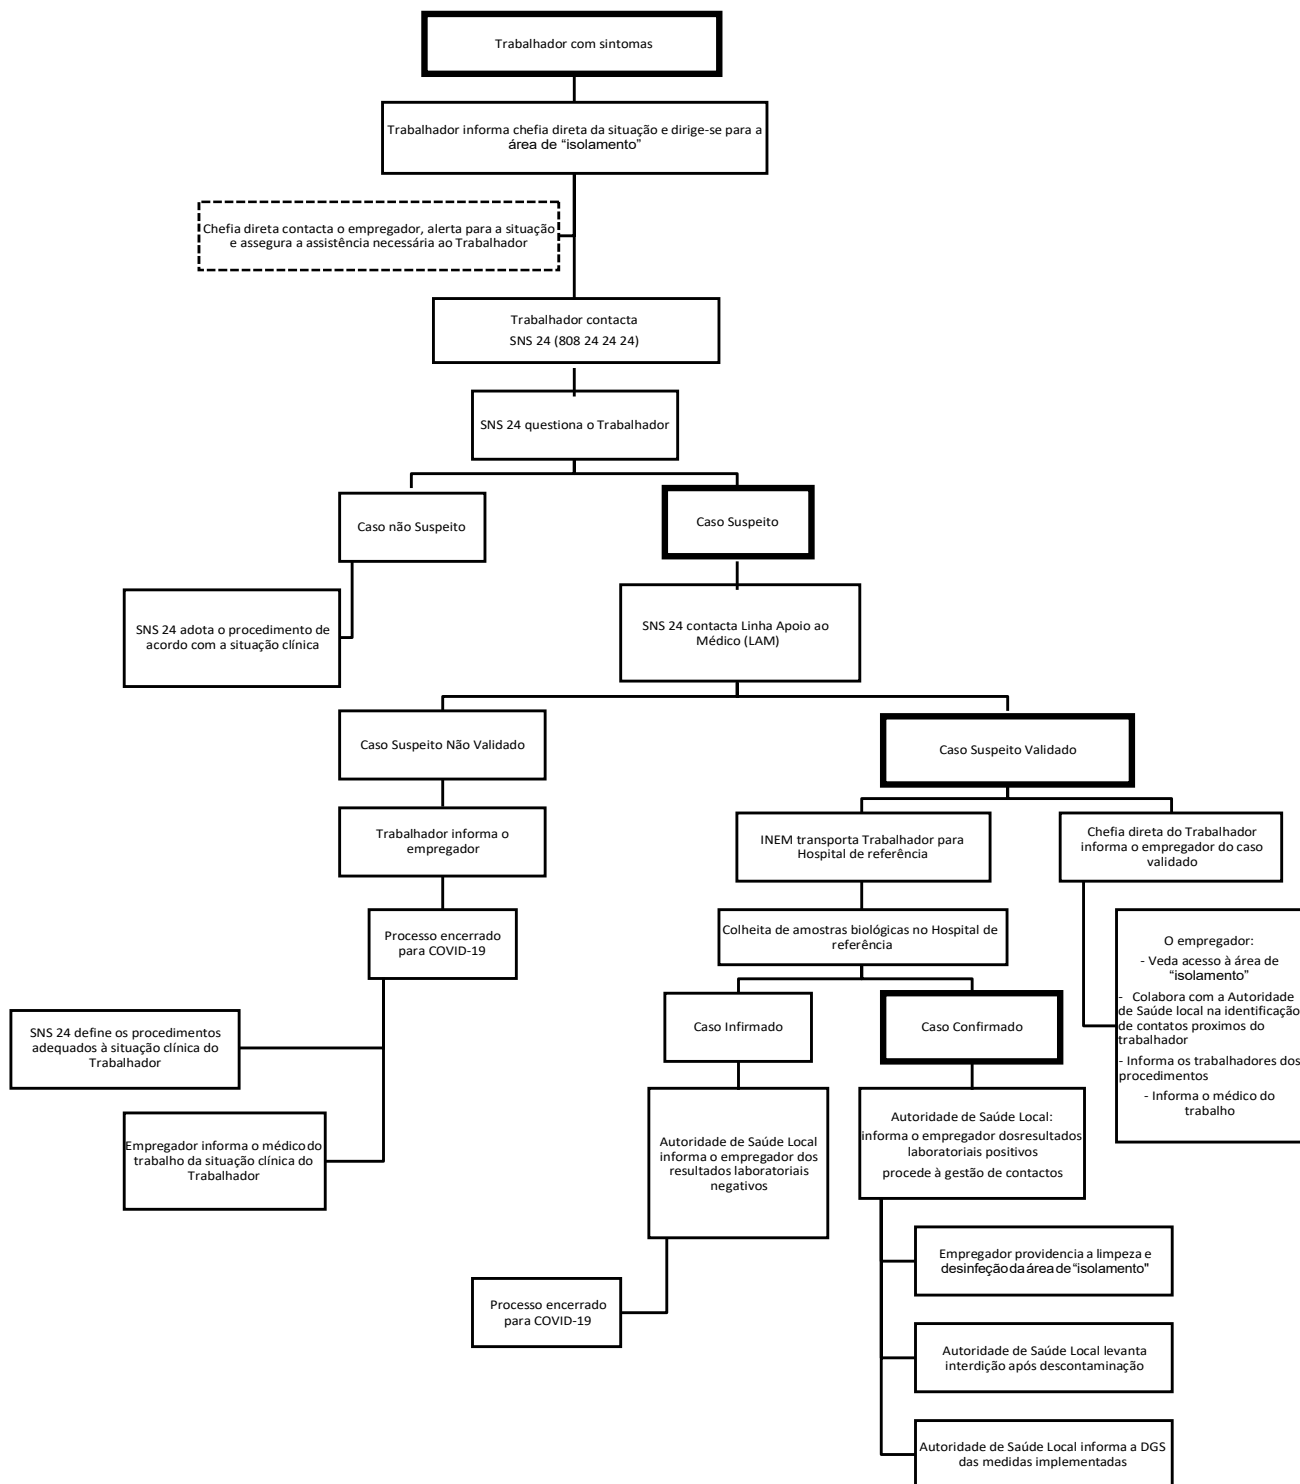 Trabalhador com sintomas
Trabalhador informa chefia direta da situação e dirige-se para a
área de “isolamento”
Chefia direta contacta o empregador, alerta para a situação
e assegura a assistência necessária ao Trabalhador
Trabalhador contacta
SNS 24 (808 24 24 24)
SNS 24 questiona o Trabalhador
Caso não Suspeito
Caso Suspeito
SNS 24 adota o procedimento de
acordo com a situação clínica
SNS 24 contacta Linha Apoio ao
Médico (LAM)
Caso Suspeito Não Validado
Caso Suspeito Validado
Trabalhador informa o
empregador
INEM transporta Trabalhador para
Hospital de referência
Chefia direta do Trabalhador
informa o empregador do caso
validado
Processo encerrado
para COVID-19
Colheita de amostras biológicas no Hospital de
referência
O empregador:
- Veda acesso à área de
“isolamento”
- Colabora com a Autoridade
de Saúde local na identificação
de contatos proximos do
trabalhador
- Informa os trabalhadores dos
procedimentos
- Informa o médico do
trabalho
SNS 24 define os procedimentos
adequados à situação clínica do
Trabalhador
Caso Infirmado
Caso Confirmado
Empregador informa o médico do
trabalho da situação clínica do
Trabalhador
Autoridade de Saúde Local
informa o empregador dos
resultados laboratoriais
negativos
Autoridade de Saúde Local:
informa o empregador dosresultados
laboratoriais positivos
procede à gestão de contactos
Empregador providencia a limpeza e
desinfeção da área de “isolamento”
Processo encerrado
para COVID-19
Autoridade de Saúde Local levanta
interdição após descontaminação
Autoridade de Saúde Local informa a DGS
das medidas implementadas